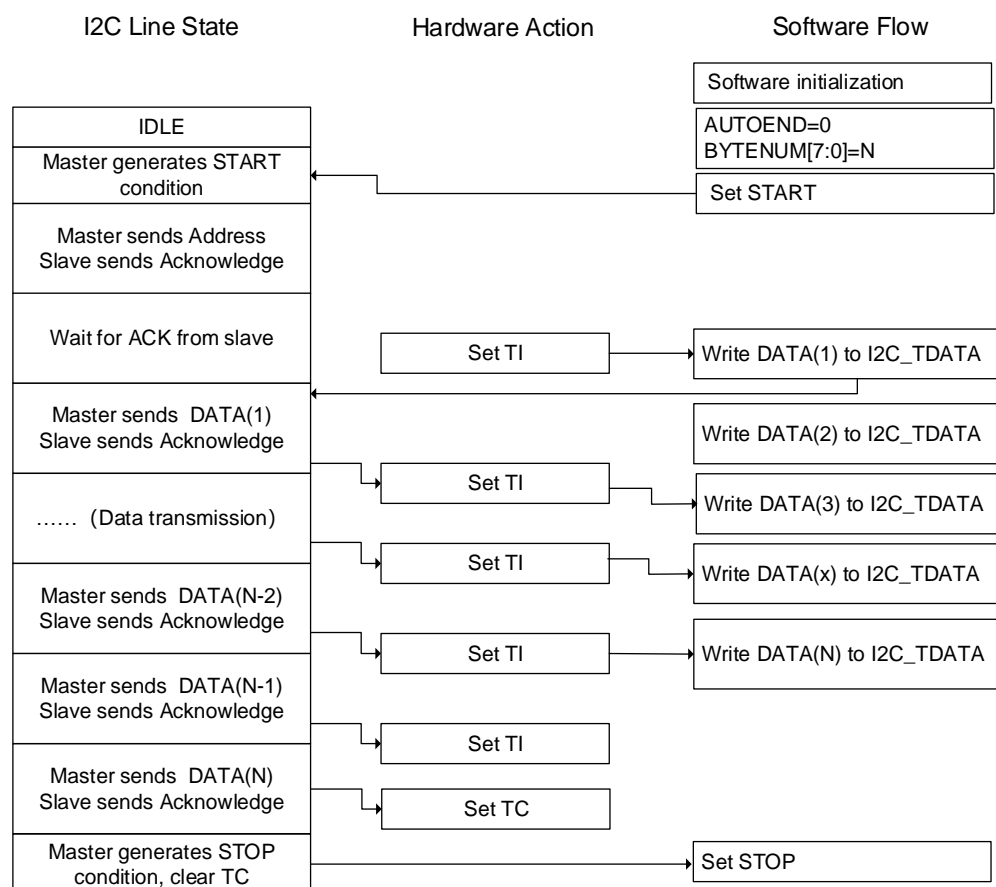 I2C Line State
Hardware Action
Software Flow
Software initialization
IDLE
AUTOEND=0
BYTENUM[7:0]=N
Master generates START
condition
Set START
Master sends Address
Slave sends Acknowledge
Wait for ACK from slave
Set TI
Write DATA(1) to I2C_TDATA
Master sends DATA(1)
Slave sends Acknowledge
Write DATA(2) to I2C_TDATA
Set TI
Write DATA(3) to I2C_TDATA
…… (Data transmission)
Set TI
Write DATA(x) to I2C_TDATA
Master sends DATA(N-2)
Slave sends Acknowledge
Set TI
Write DATA(N) to I2C_TDATA
Master sends DATA(N-1)
Slave sends Acknowledge
Set TI
Master sends DATA(N)
Slave sends Acknowledge
Set TC
Master generates STOP
condition, clear TC
Set STOP